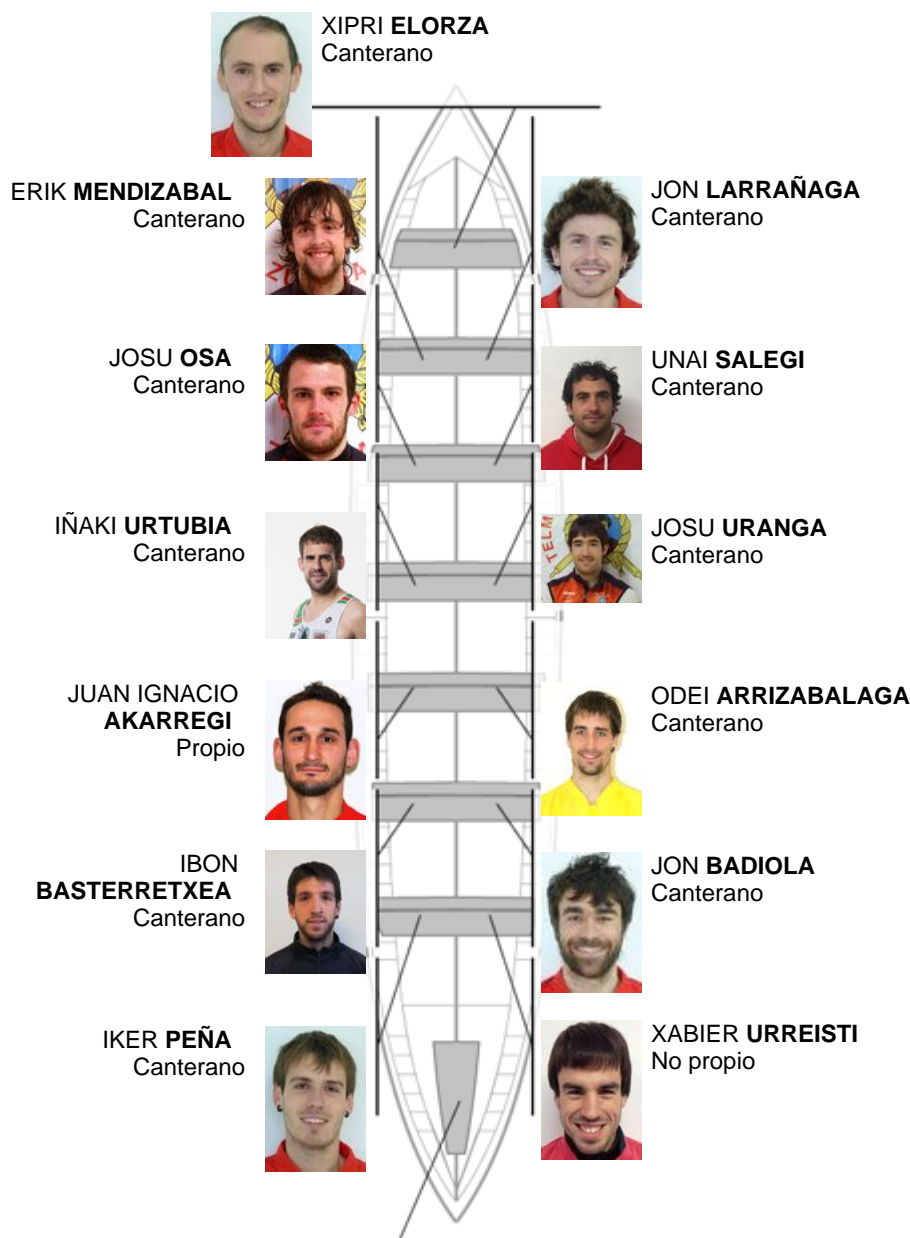 XIPRI ELORZA
Canterano
ERIK MENDIZABAL
Canterano
JON LARRAÑAGA
Canterano
JOSU OSA
Canterano
UNAI SALEGI
Canterano
IÑAKI URTUBIA
Canterano
JOSU URANGA
Canterano
TELM
JUAN IGNACIO
AKARREGI
Propio
ODEI ARRIZABALAGA
Canterano
IBON
BASTERRETXEA
Canterano
JON BADIOLA
Canterano
IKER PEÑA
Canterano
XABIER URREISTI
No propio